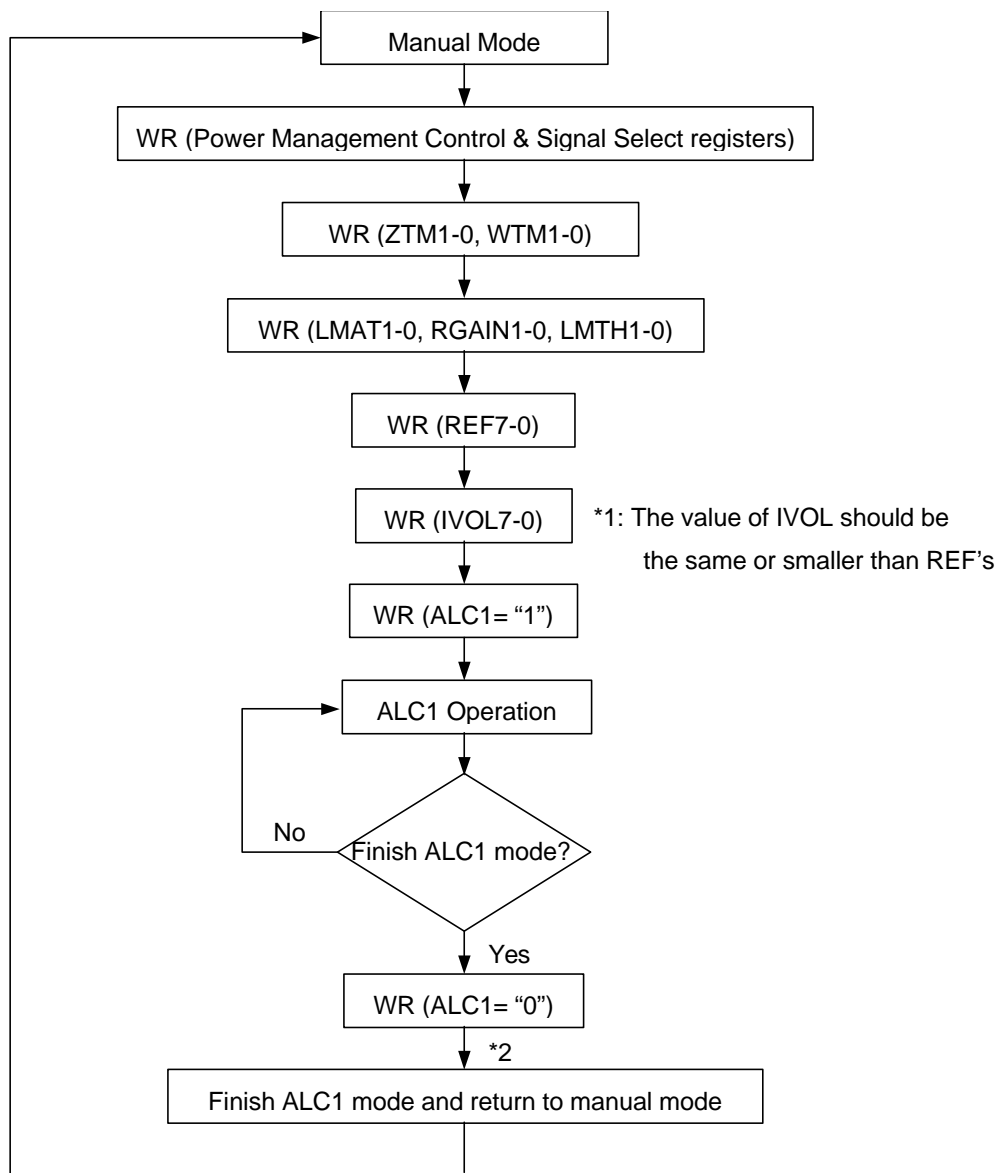 Manual Mode
WR (Power Management Control & Signal Select registers)
WR (ZTM1-0, WTM1-0)
WR (LMAT1-0, RGAIN1-0, LMTH1-0)
WR (REF7-0)
WR (IVOL7-0)
*1: The value of IVOL should be
the same or smaller than REF’s
WR (ALC1= “1”)
ALC1 Operation
No
Finish ALC1 mode?
Yes
WR (ALC1= “0”)
*2
Finish ALC1 mode and return to manual mode